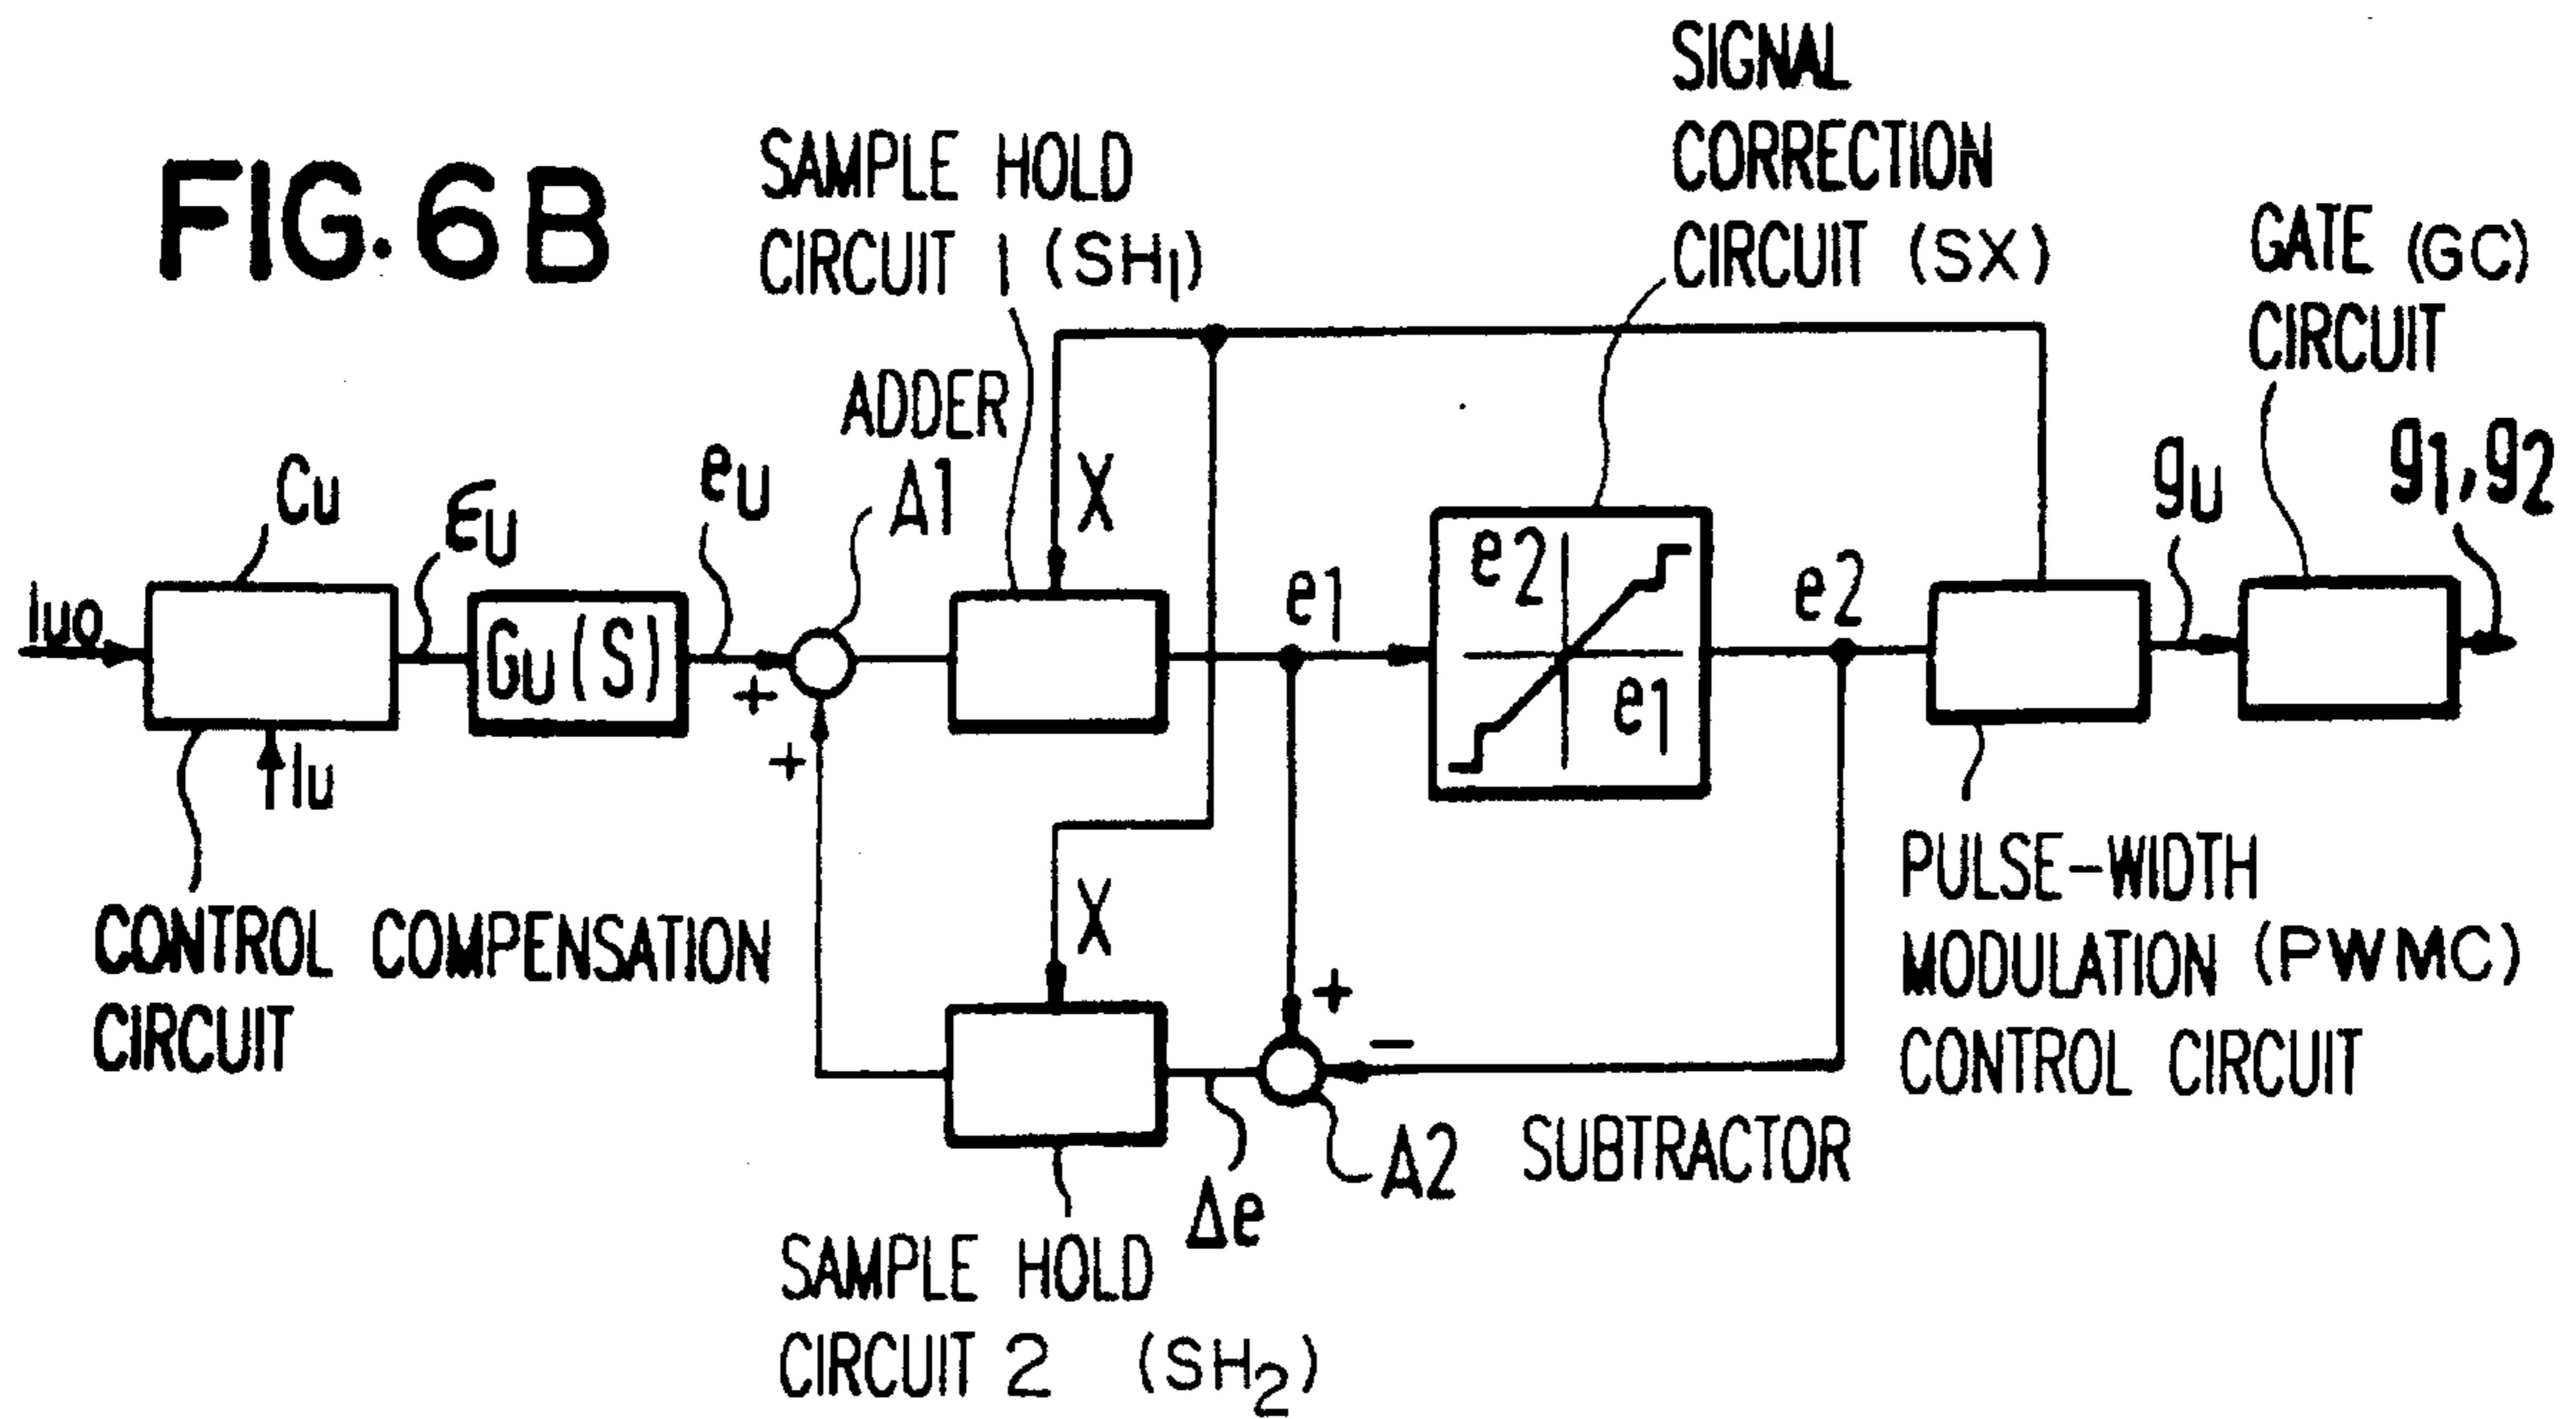 FIG. 6B
SAMPLE HOLD
CIRCUIT 1 (SH1)
SIGNAL
CORRECTION
CIRCUIT (SX)
GATE (GC)
CIRCUIT
ADDER
A1
Cu
ϵU
eU
X
e1
e2
e1
e2
gU
g1, g2
Iuo
GU(S)
+
+
Iu
CONTROL COMPENSATION
CIRCUIT
X
+
−
PULSE-WIDTH
MODULATION (PWMC)
CONTROL CIRCUIT
Δe
A2
SUBTRACTOR
SAMPLE HOLD
CIRCUIT 2 (SH2)